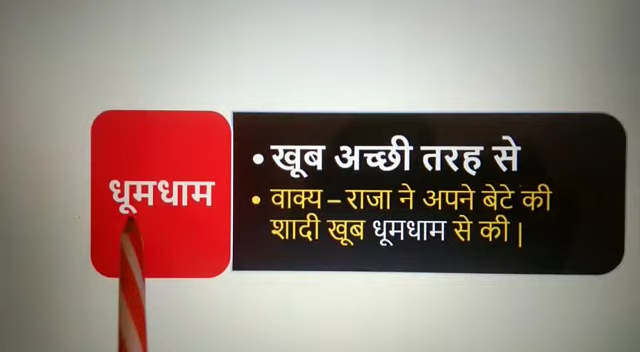 धूमधाम
• खूब अच्छी तरह से
• वाक्य – राजा ने अपने बेटे की
शादी खूब धूमधाम से की |